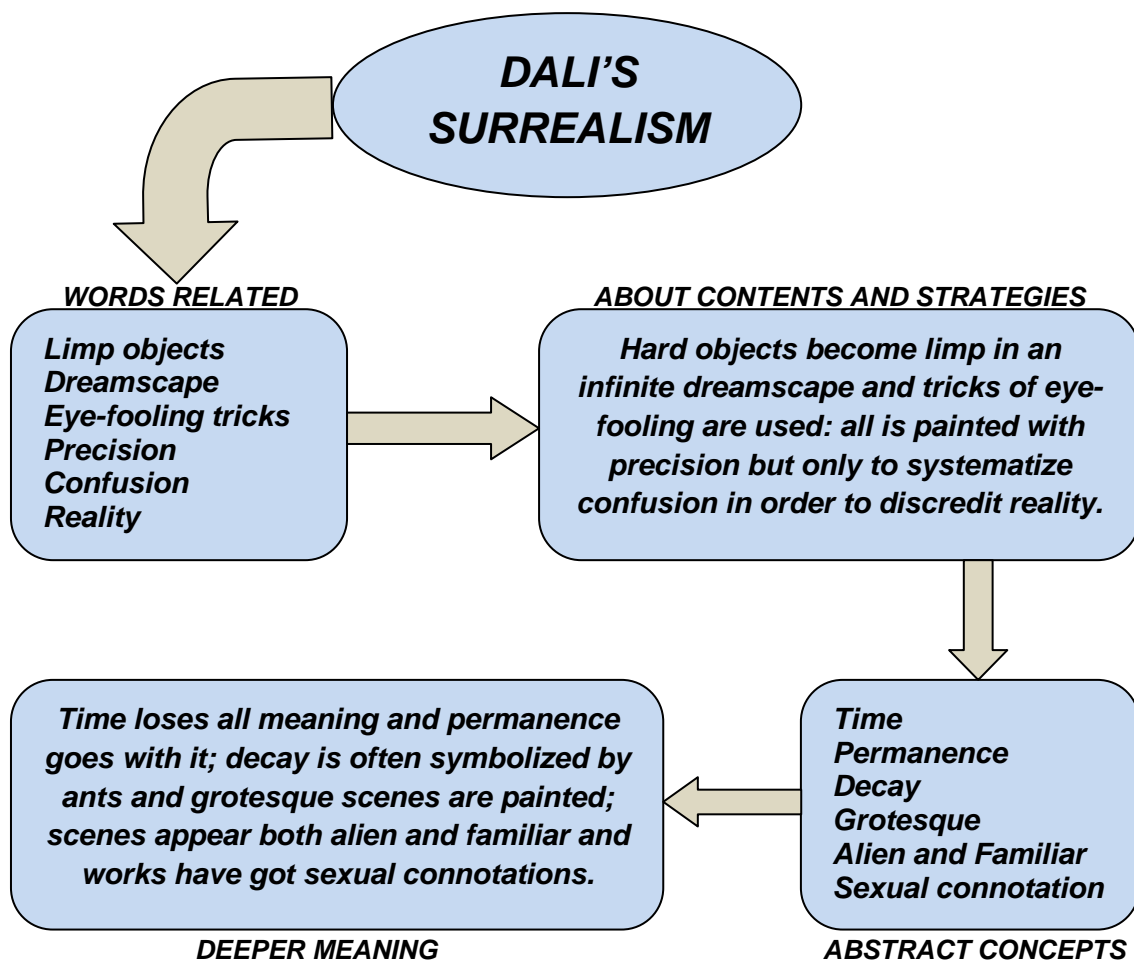 DALI’S
SURREALISM
WORDS RELATED
Limp objects
Dreamscape
Eye-fooling tricks
Precision
Confusion
Reality
ABOUT CONTENTS AND STRATEGIES
Hard objects become limp in an
infinite dreamscape and tricks of eye-
fooling are used: all is painted with
precision but only to systematize
confusion in order to discredit reality.
Time
Permanence
Decay
Grotesque
Alien and Familiar
Sexual connotation
ABSTRACT CONCEPTS
Time loses all meaning and permanence
goes with it; decay is often symbolized by
ants and grotesque scenes are painted;
scenes appear both alien and familiar and
works have got sexual connotations.
DEEPER MEANING